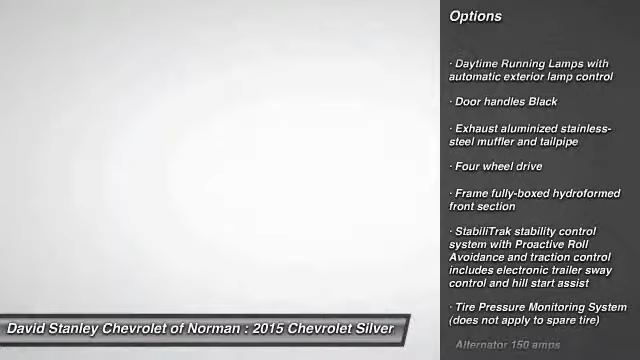 Options
· Daytime Running Lamps with
automatic exterior lamp control
· Door handles Black
· Exhaust aluminized stainless-
steel muffler and tailpipe
· Four wheel drive
· Frame fully-boxed hydroformed
front section
· StabiliTrak stability control
system with Proactive Roll
Avoidance and traction control
includes electronic trailer sway
control and hill start assist
· Tire Pressure Monitoring System
(does not apply to spare tire)
Alternator 150 amps
David Stanley Chevrolet of Norman : 2015 Chevrolet Silver